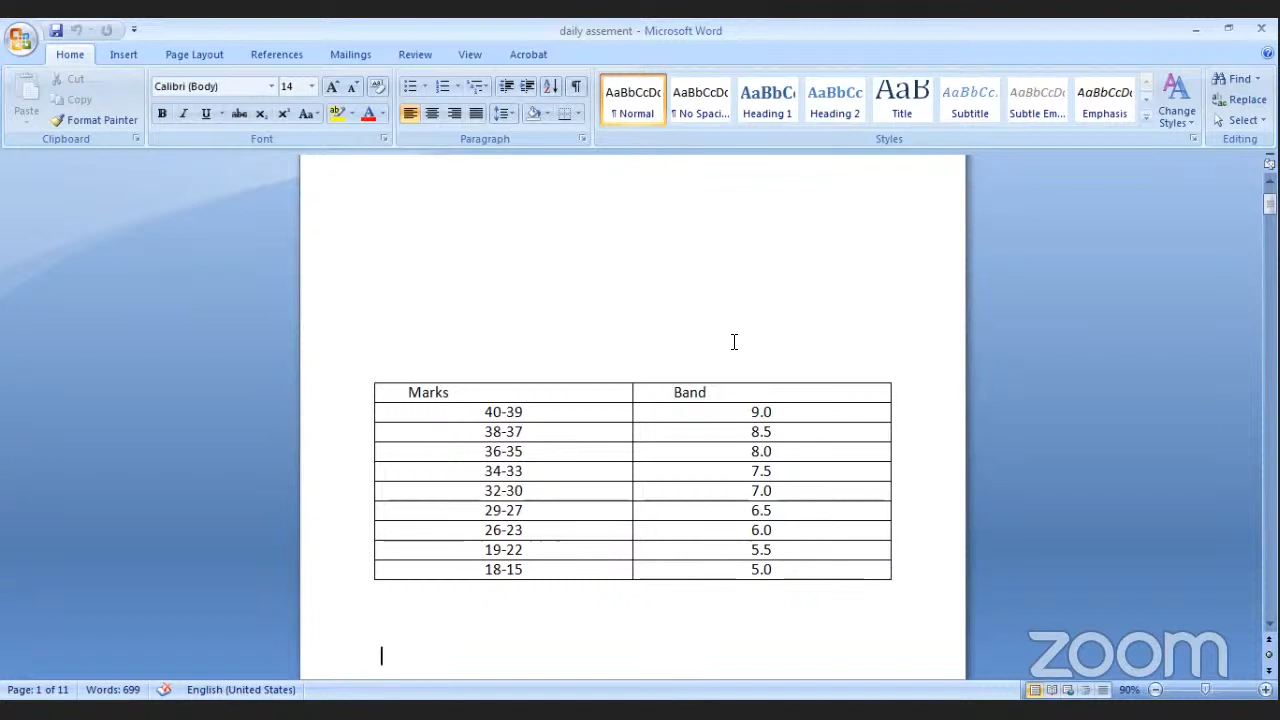 daily assement - Microsoft Word
Home Insert Page Layout References Mailings Review View Acrobat
Paste
Cut
Copy
Format Painter
Clipboard
Calibri (Body) 14
Font
Paragraph
AaBbCcDc AaBbCcDc AaBbC AaBbCc AaB AaBbCc. AaBbCcDc AaBbCcDc
¶ Normal ¶ No Spaci... Heading 1 Heading 2 Title Subtitle Subtle Em... Emphasis
Change Styles
Styles
Find
Replace
Select
Editing
Marks Band
40-39 9.0
38-37 8.5
36-35 8.0
34-33 7.5
32-30 7.0
29-27 6.5
26-23 6.0
19-22 5.5
18-15 5.0
zoom
Page: 1 of 11 Words: 699 English (United States) 90%